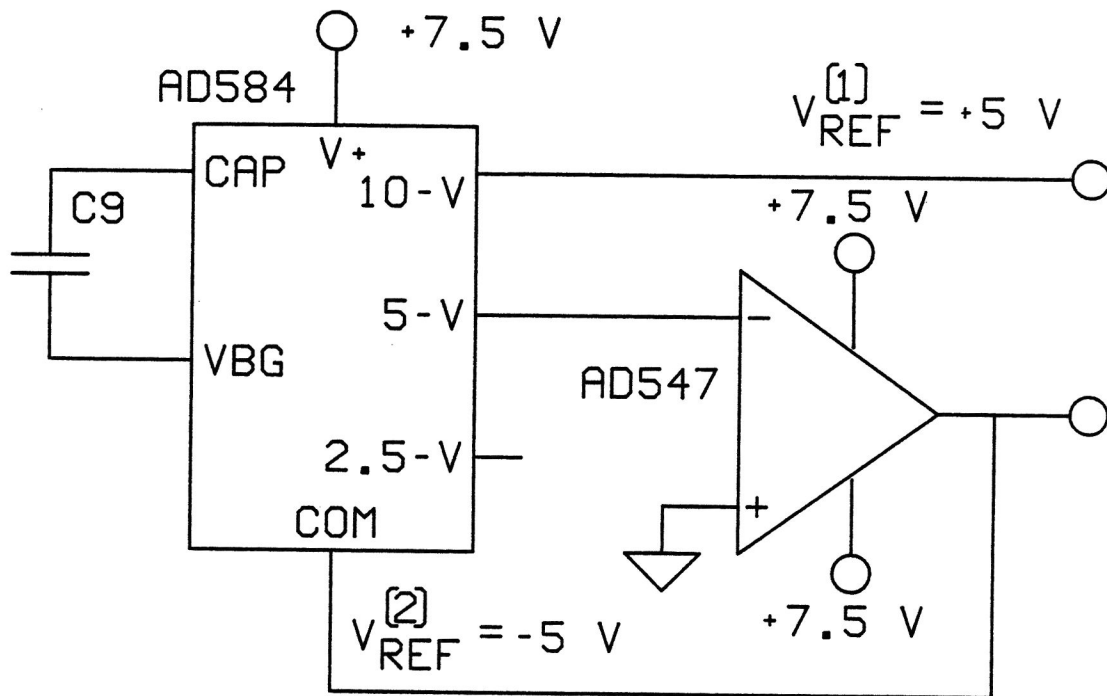 +7.5 V
AD584
V+
CAP
10-V
V[1]REF = +5 V
C9
+7.5 V
5-V
-
VBG
AD547
2.5-V
+
COM
V[2]REF = -5 V
+7.5 V